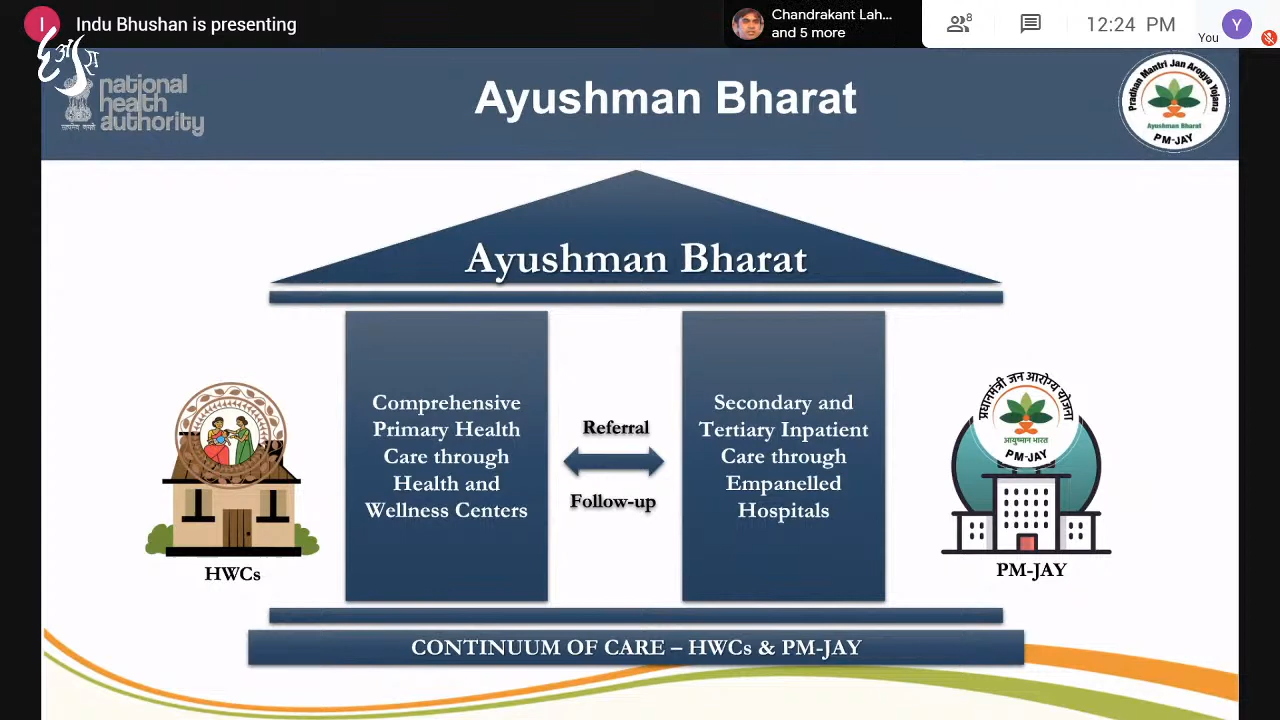 I
Indu Bhushan is presenting
Chandrakant Lah...
and 5 more
8
12:24 PM
You
Y
national
health
authority
Ayushman Bharat
Pradhan Mantri Jan Arogya Yojana
Ayushman Bharat
PM-JAY
Ayushman Bharat
Comprehensive
Primary Health
Care through
Health and
Wellness Centers
Referral
Follow-up
Secondary and
Tertiary Inpatient
Care through
Empanelled
Hospitals
HWCs
प्रधानमंत्री जन आरोग्य योजना
आयुष्मान भारत
PM-JAY
PM-JAY
CONTINUUM OF CARE – HWCs & PM-JAY